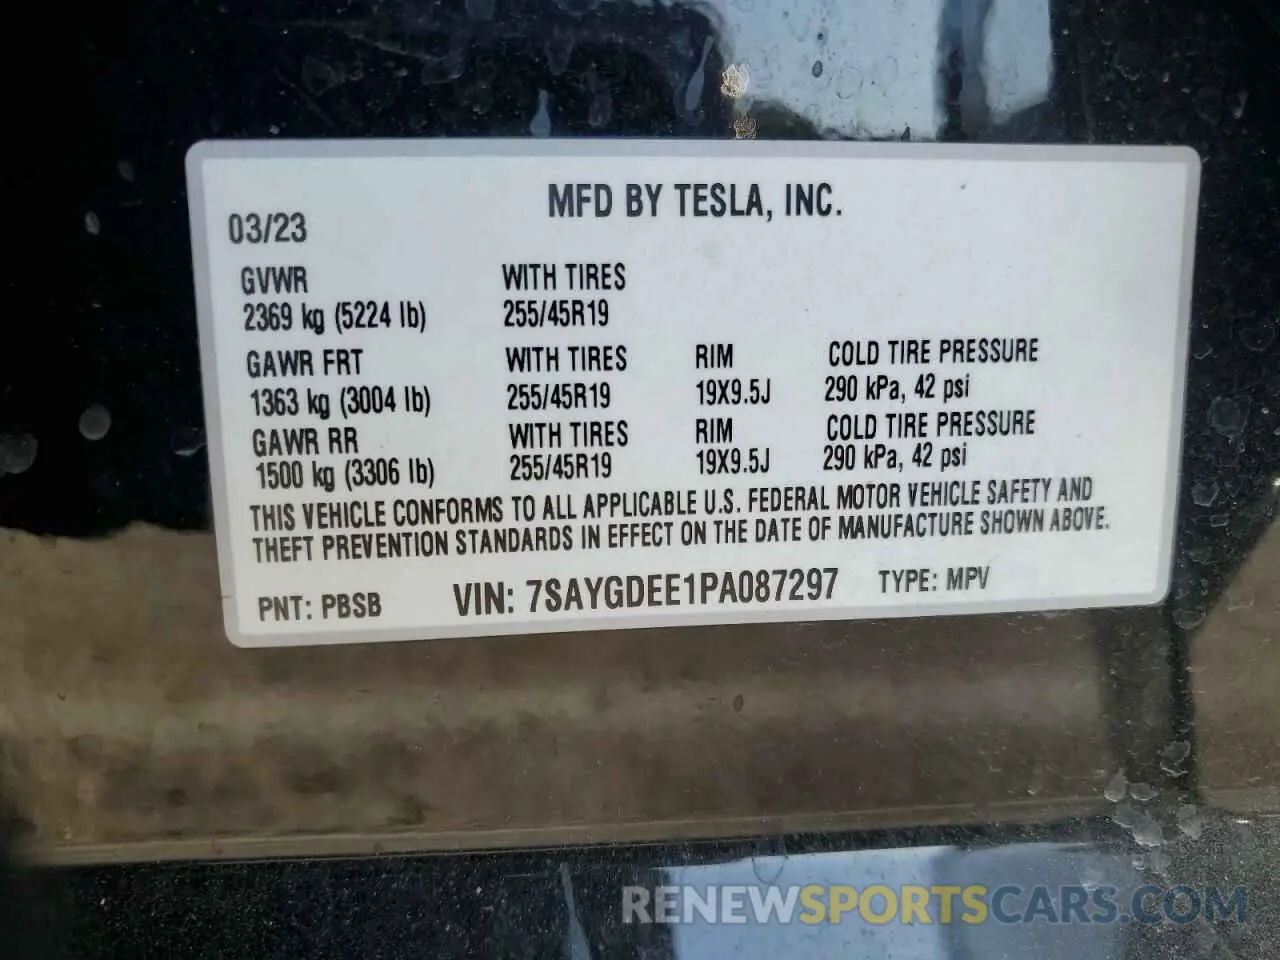 MFD BY TESLA, INC.
03/23
GVWR WITH TIRES
2369 kg (5224 lb) 255/45R19
GAWR FRT WITH TIRES RIM COLD TIRE PRESSURE
1363 kg (3004 lb) 255/45R19 19X9.5J 290 kPa, 42 psi
GAWR RR WITH TIRES RIM COLD TIRE PRESSURE
1500 kg (3306 lb) 255/45R19 19X9.5J 290 kPa, 42 psi
THIS VEHICLE CONFORMS TO ALL APPLICABLE U.S. FEDERAL MOTOR VEHICLE SAFETY AND
THEFT PREVENTION STANDARDS IN EFFECT ON THE DATE OF MANUFACTURE SHOWN ABOVE.
PNT: PBSB VIN: 7SAYGDEE1PA087297 TYPE: MPV
RENEWSPORTSCARS.COM